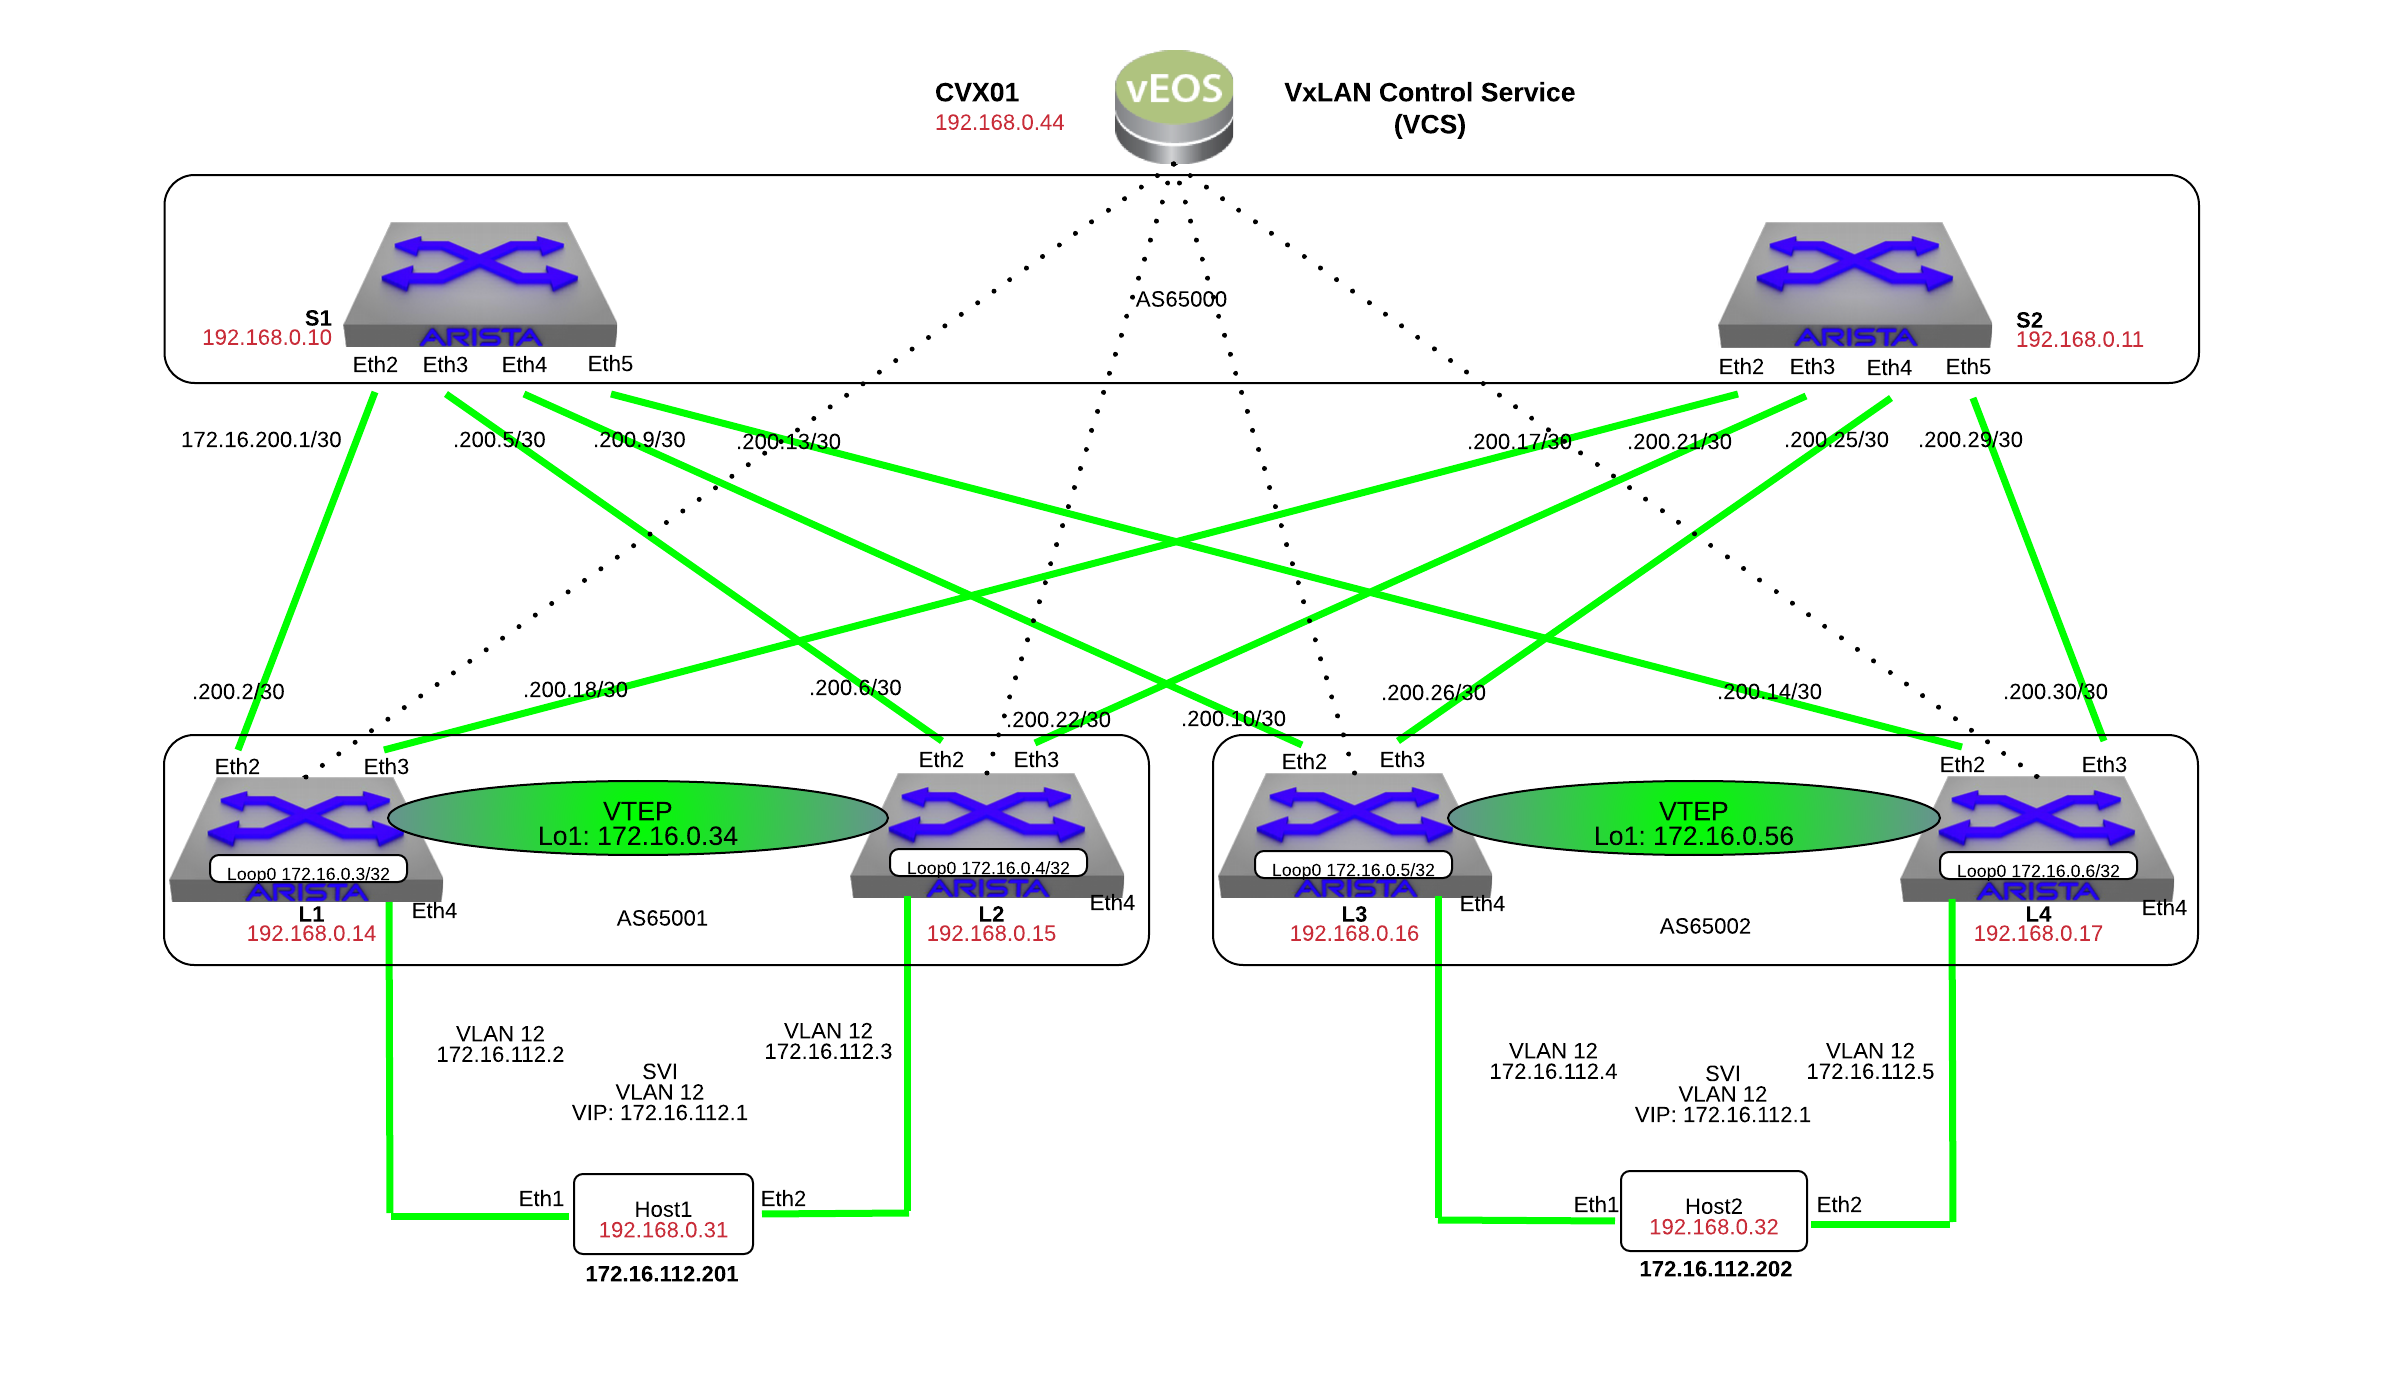 CVX01
192.168.0.44
vEOS
VxLAN Control Service
(VCS)
AS65000
S1
192.168.0.10
ARISTA
Eth2 Eth3 Eth4 Eth5
ARISTA
S2
192.168.0.11
Eth2 Eth3 Eth4 Eth5
172.16.200.1/30 .200.5/30 .200.9/30 .200.13/30 .200.17/30 .200.21/30 .200.25/30 .200.29/30
.200.2/30 .200.18/30 .200.6/30 .200.22/30 .200.10/30 .200.26/30 .200.14/30 .200.30/30
Eth2 Eth3 Eth2 Eth3 Eth2 Eth3 Eth2 Eth3
VTEP
Lo1: 172.16.0.34
VTEP
Lo1: 172.16.0.56
Loop0 172.16.0.3/32
ARISTA
L1
192.168.0.14
Eth4
AS65001
Loop0 172.16.0.4/32
ARISTA
L2
192.168.0.15
Eth4
Loop0 172.16.0.5/32
ARISTA
L3
192.168.0.16
Eth4
AS65002
Loop0 172.16.0.6/32
ARISTA
L4
192.168.0.17
Eth4
VLAN 12
172.16.112.2
SVI
VLAN 12
VIP: 172.16.112.1
VLAN 12
172.16.112.3
VLAN 12
172.16.112.4
SVI
VLAN 12
VIP: 172.16.112.1
VLAN 12
172.16.112.5
Eth1
Host1
192.168.0.31
Eth2
172.16.112.201
Eth1
Host2
192.168.0.32
Eth2
172.16.112.202